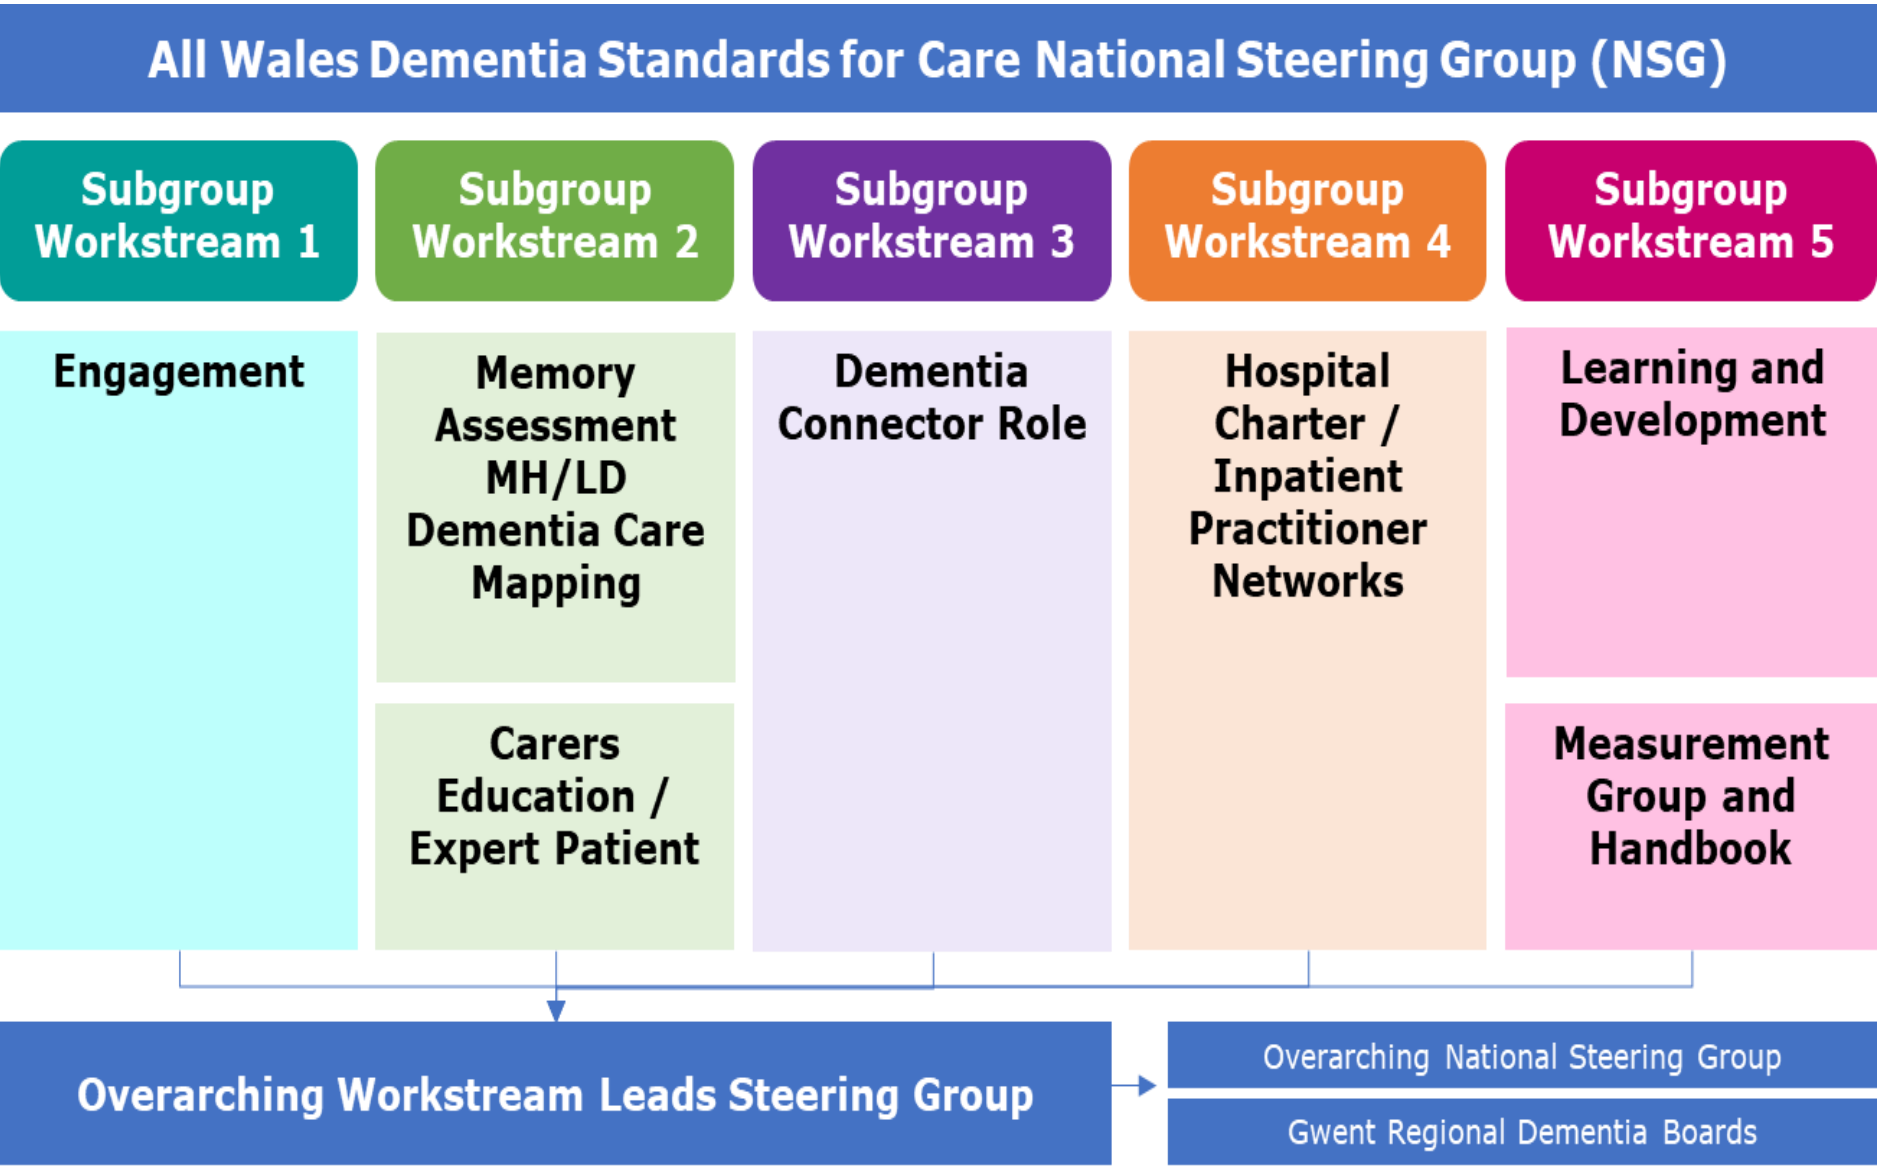 All Wales Dementia Standards for Care National Steering Group (NSG)
Subgroup
Workstream 1
Subgroup
Workstream 2
Subgroup
Workstream 3
Subgroup
Workstream 4
Subgroup
Workstream 5
Engagement
Memory
Assessment
MH/LD
Dementia Care
Mapping
Carers
Education /
Expert Patient
Dementia
Connector Role
Hospital
Charter /
Inpatient
Practitioner
Networks
Learning and
Development
Measurement
Group and
Handbook
Overarching Workstream Leads Steering Group
Overarching National Steering Group
Gwent Regional Dementia Boards